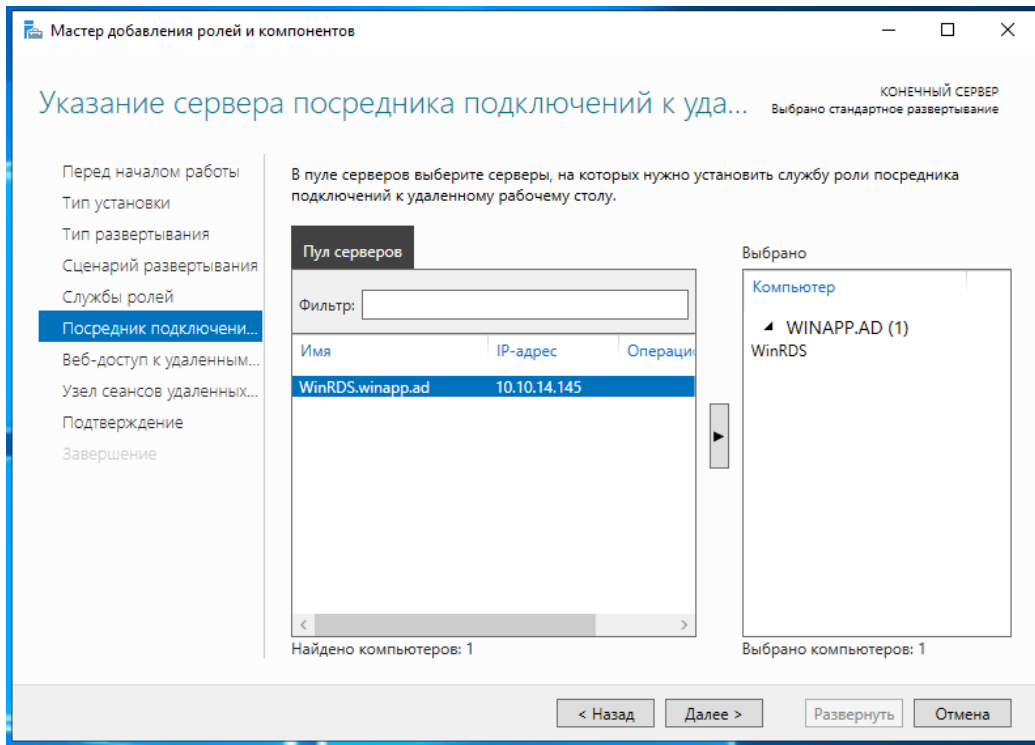 Мастер добавления ролей и компонентов
Указание сервера посредника подключений к уда...
КОНЕЧНЫЙ СЕРВЕР
Выбрано стандартное развертывание
Перед началом работы
Тип установки
Тип развертывания
Сценарий развертывания
Службы ролей
Посредник подключени...
Веб-доступ к удаленным...
Узел сеансов удаленных...
Подтверждение
Завершение
В пуле серверов выберите серверы, на которых нужно установить службу роли посредника
подключений к удаленному рабочему столу.
Пул серверов
Фильтр:
Имя IP-адрес Операцио
WinRDS.winapp.ad 10.10.14.145
Найдено компьютеров: 1
Выбрано
Компьютер
WINAPP.AD (1)
WinRDS
Выбрано компьютеров: 1
< Назад Далее > Развернуть Отмена